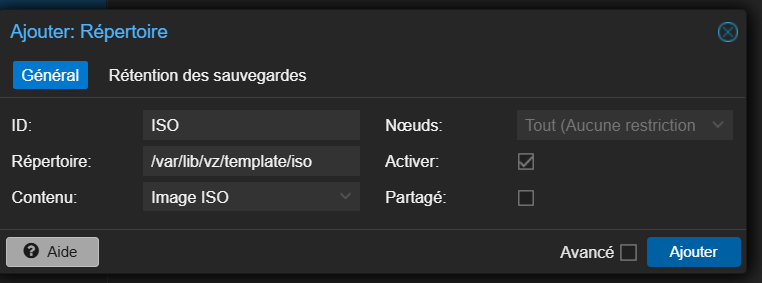 Ajouter: Répertoire
Général Rétention des sauvegardes
ID: ISO Nœuds: Tout (Aucune restriction
Répertoire: /var/lib/vz/template/iso Activer:
Contenu: Image ISO Partagé:
? Aide Avancé Ajouter